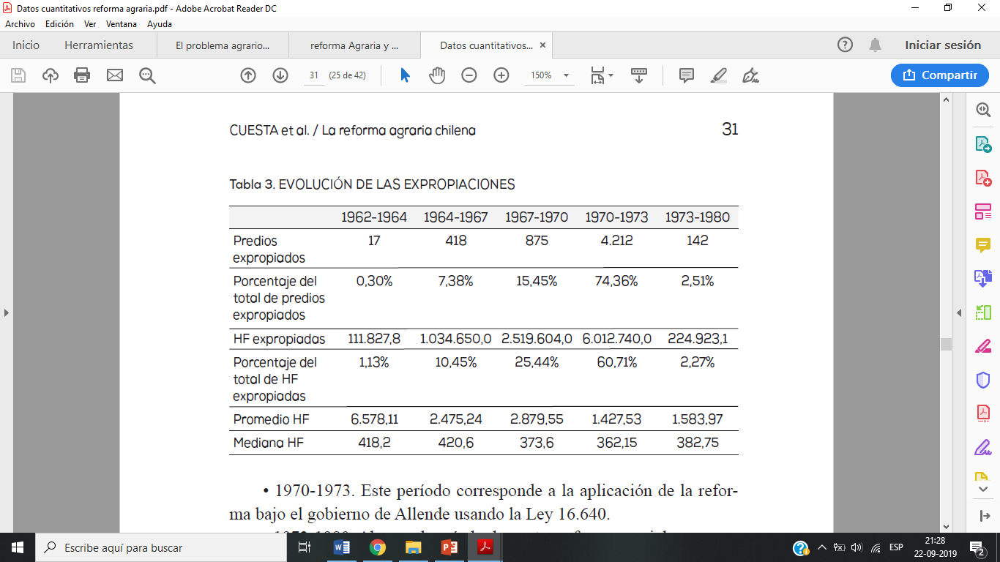 Datos cuantitativos reforma agraria.pdf - Adobe Acrobat Reader DC
Archivo Edición Ver Ventana Ayuda
Inicio Herramientas El problema agrario... reforma Agraria y ... Datos cuantitativos... × Iniciar sesión
31 (25 de 42) 150% Compartir
CUESTA et al. / La reforma agraria chilena 31
Tabla 3. EVOLUCIÓN DE LAS EXPROPIACIONES
1962-1964 1964-1967 1967-1970 1970-1973 1973-1980
Predios 17 418 875 4.212 142
expropiados
Porcentaje del 0,30% 7,38% 15,45% 74,36% 2,51%
total de predios
expropiados
HF expropiadas 111.827,8 1.034.650,0 2.519.604,0 6.012.740,0 224.923,1
Porcentaje del 1,13% 10,45% 25,44% 60,71% 2,27%
total de HF
expropiadas
Promedio HF 6.578,11 2.475,24 2.879,55 1.427,53 1.583,97
Mediana HF 418,2 420,6 373,6 362,15 382,75
• 1970-1973. Este período corresponde a la aplicación de la refor-
ma bajo el gobierno de Allende usando la Ley 16.640.
Escribe aquí para buscar ESP 21:28
22-09-2019 2